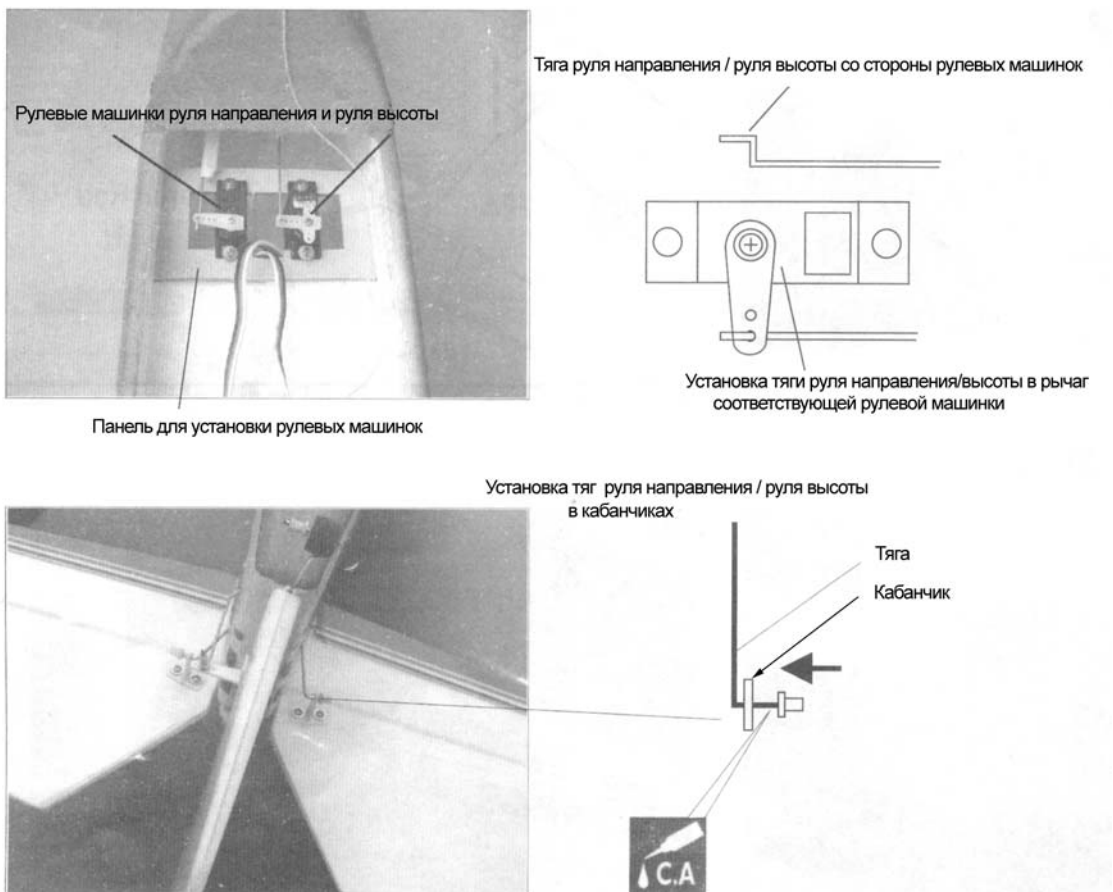 Тяга руля направления / руля высоты со стороны рулевых машинок
Рулевые машинки руля направления и руля высоты
Установка тяги руля направления/высоты в рычаг
соответствующей рулевой машинки
Панель для установки рулевых машинок
Установка тяг руля направления / руля высоты
в кабанчиках
Тяга
Кабанчик
C.A